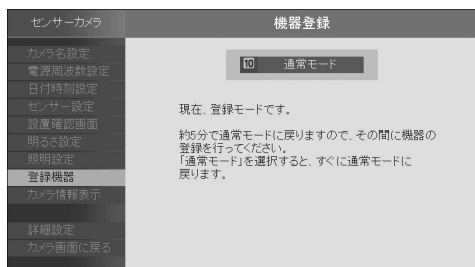 センサーカメラ
機器登録
カメラ名設定
電源周波数設定
日付時刻設定
センサー設定
設置確認画面
明るさ設定
照明設定
登録機器
カメラ情報表示
詳細設定
カメラ画面に戻る
10 通常モード
現在、登録モードです。
約5分で通常モードに戻りますので、その間に機器の
登録を行ってください。
「通常モード」を選択すると、すぐに通常モードに
戻ります。